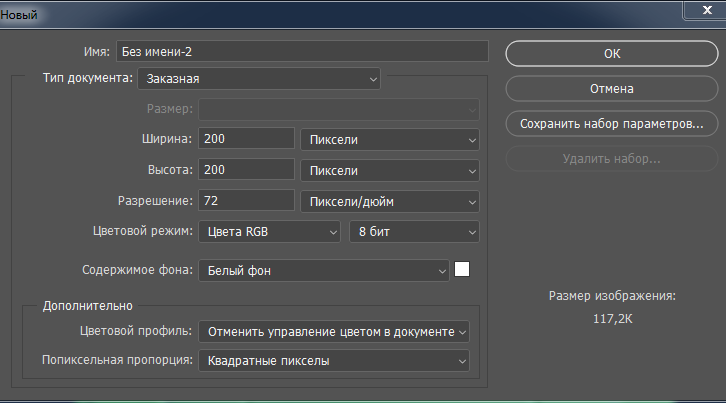 Новый
Имя: Без имени-2
OK
Тип документа: Заказная
Отмена
Размер:
Сохранить набор параметров...
Ширина: 200 Пиксели
Удалить набор...
Высота: 200 Пиксели
Разрешение: 72 Пиксели/дюйм
Цветовой режим: Цвета RGB 8 бит
Содержимое фона: Белый фон
Размер изображения:
117,2K
Дополнительно
Цветовой профиль: Отменить управление цветом в документе
Попиксельная пропорция: Квадратные пикселы